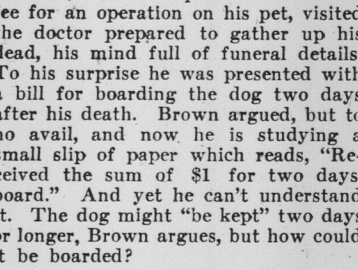 ee for an operation on his pet, visited
the doctor prepared to gather up his
dead, his mind full of funeral details
To his surprise he was presented with
a bill for boarding the dog two days
after his death. Brown argued, but to
no avail, and now he is studying a
small slip of paper which reads, "Re-
ceived the sum of $1 for two days
board." And yet he can't understand
it. The dog might "be kept" two days
or longer, Brown argues, but how could
it be boarded?